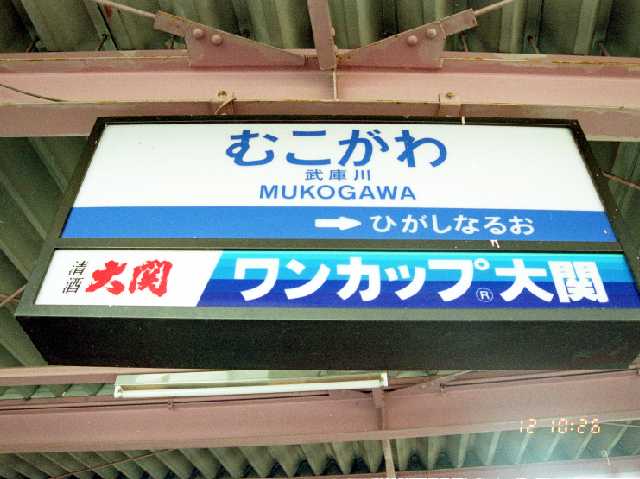 むこがわ
武庫川
MUKOGAWA
→ ひがしなるお
清酒 大関 ワンカップ® 大関
12 10:26